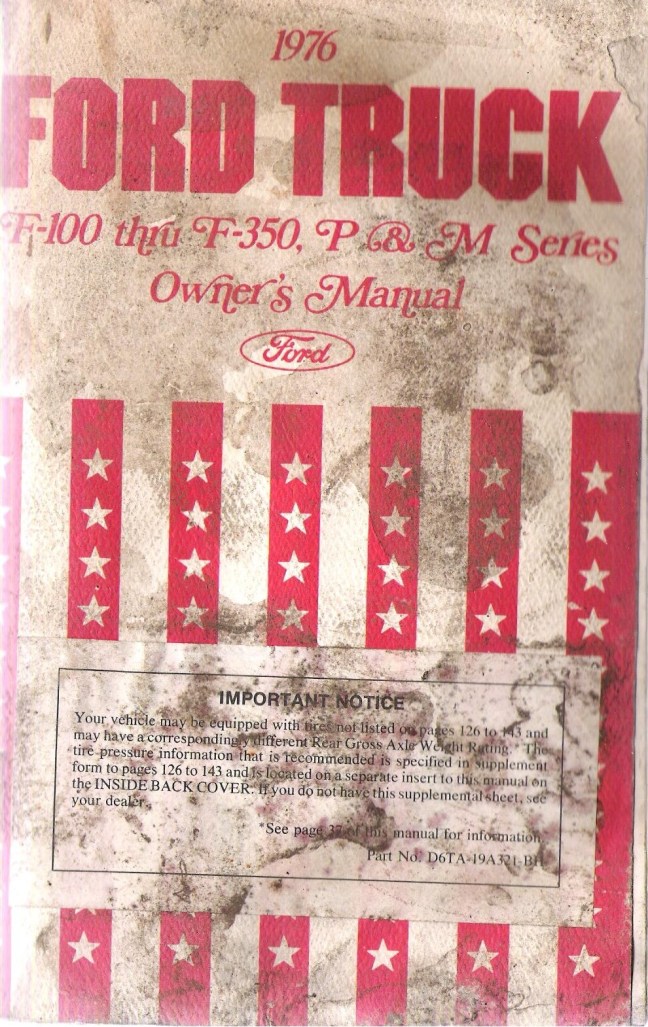 1976
FORD TRUCK
F-100 thru F-350, P & M Series
Owner's Manual
Ford
IMPORTANT NOTICE
Your vehicle may be equipped with tires not listed on pages 126 to 143 and
may have a correspondingly different Rear Gross Axle Weight Rating.* The
tire pressure information that is recommended is specified in supplement
form to pages 126 to 143 and is located on a separate insert to this manual on
the INSIDE BACK COVER. If you do not have this supplemental sheet, see
your dealer.
*See page 37 of this manual for information.
Part No. D6TA-19A321-